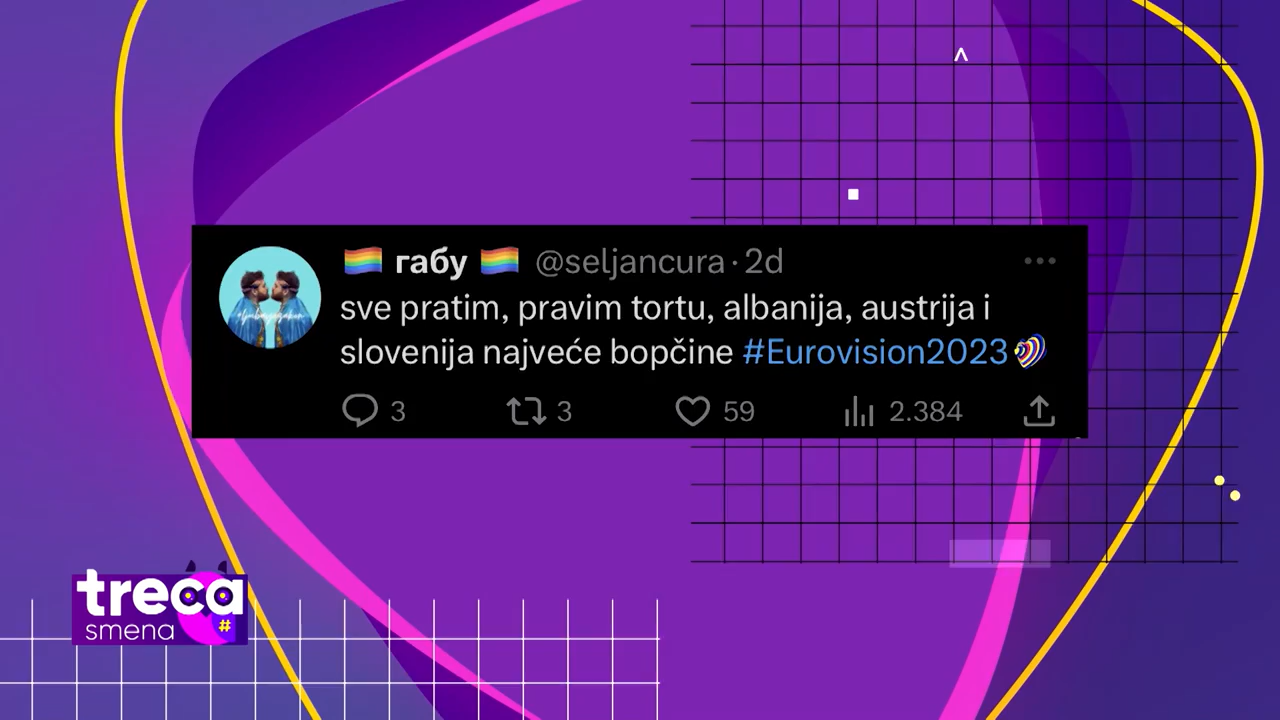 габу @seljancura · 2d
sve pratim, pravim tortu, albanija, austrija i
slovenija najveće bopčine #Eurovision2023
3 3 59 2.384
treca
smena
#